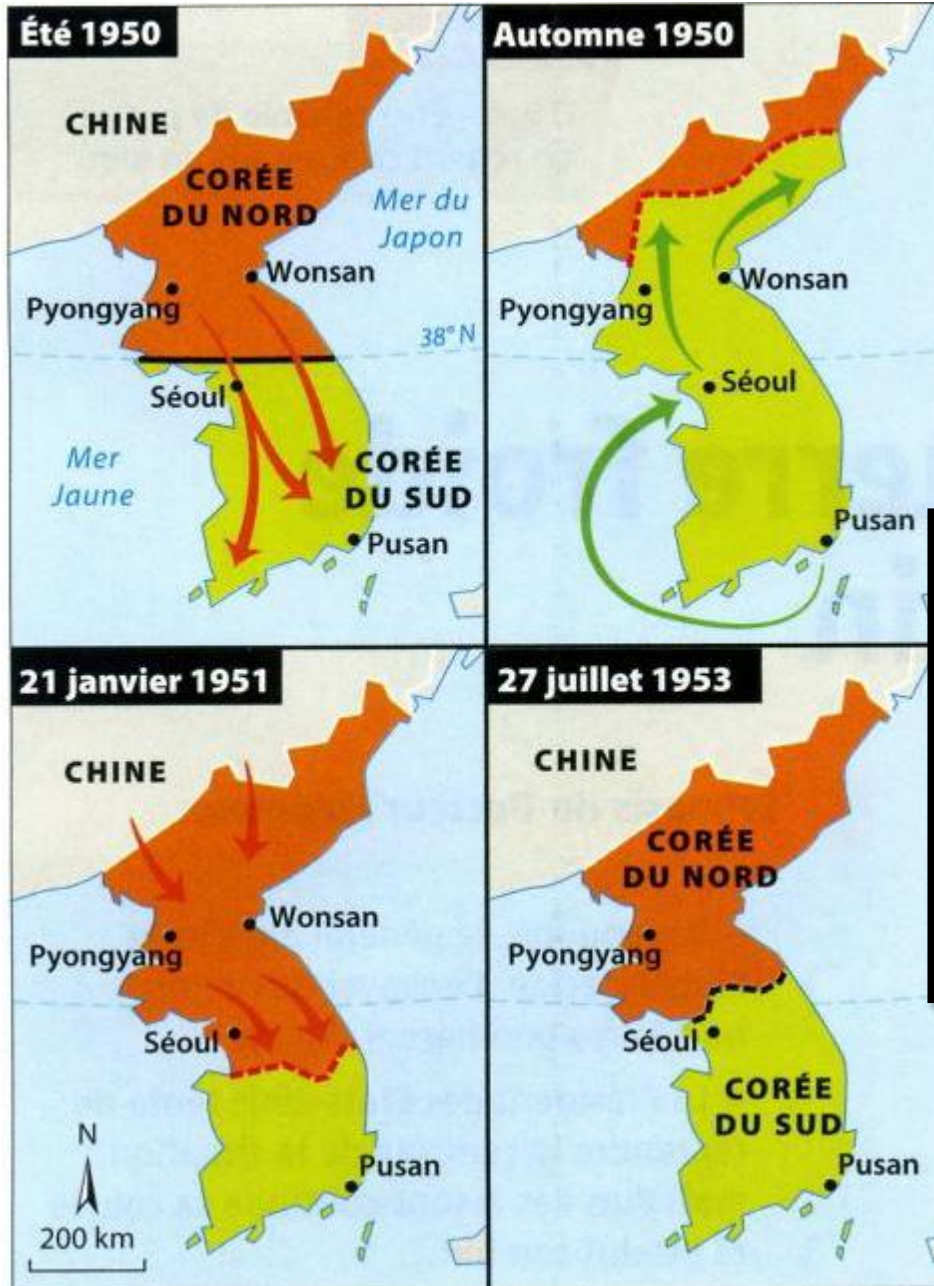 Été 1950
CHINE
CORÉE
DU NORD
Mer du
Japon
Wonsan
Pyongyang
38° N
Séoul
Mer
Jaune
CORÉE
DU SUD
Pusan
Automne 1950
Wonsan
Pyongyang
Séoul
Pusan
21 janvier 1951
CHINE
Wonsan
Pyongyang
Séoul
N
200 km
Pusan
27 juillet 1953
CHINE
CORÉE
DU NORD
Pyongyang
Séoul
CORÉE
DU SUD
Pusan